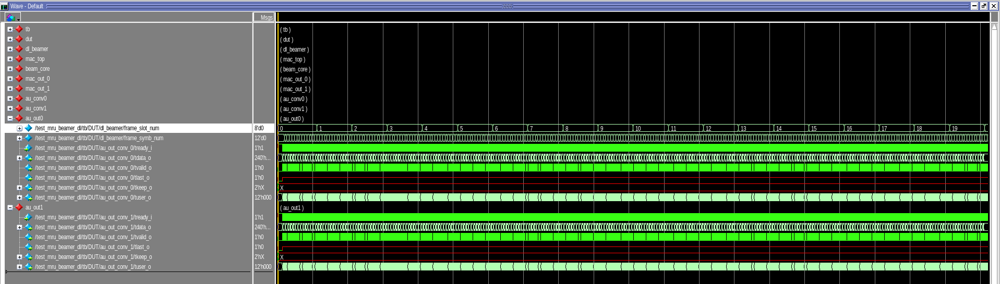 Wave - Default
Msgs
tb ( tb )
dut ( dut )
dl_beamer ( dl_beamer )
mac_top ( mac_top )
beam_core ( beam_core )
mac_out_0 ( mac_out_0 )
mac_out_1 ( mac_out_1 )
au_conv0 ( au_conv0 )
au_conv1 ( au_conv1 )
au_out0 ( au_out0 )
/test_mru_beamer_dl/tb/DUT/dl_beamer/frame_slot_num 8'd0 0 1 2 3 4 5 6 7 8 9 10 11 12 13 14 15 16 17 18 19
/test_mru_beamer_dl/tb/DUT/dl_beamer/frame_symb_num 12'd0
/test_mru_beamer_dl/tb/DUT/au_out_conv_0/tready_i 1'h1
/test_mru_beamer_dl/tb/DUT/au_out_conv_0/tdata_o 240'h...
/test_mru_beamer_dl/tb/DUT/au_out_conv_0/tvalid_o 1'h0
/test_mru_beamer_dl/tb/DUT/au_out_conv_0/tlast_o 1'h0
/test_mru_beamer_dl/tb/DUT/au_out_conv_0/tkeep_o 2'hX X
/test_mru_beamer_dl/tb/DUT/au_out_conv_0/tuser_o 12'h000
au_out1 ( au_out1 )
/test_mru_beamer_dl/tb/DUT/au_out_conv_1/tready_i 1'h1
/test_mru_beamer_dl/tb/DUT/au_out_conv_1/tdata_o 240'h...
/test_mru_beamer_dl/tb/DUT/au_out_conv_1/tvalid_o 1'h0
/test_mru_beamer_dl/tb/DUT/au_out_conv_1/tlast_o 1'h0
/test_mru_beamer_dl/tb/DUT/au_out_conv_1/tkeep_o 2'hX X
/test_mru_beamer_dl/tb/DUT/au_out_conv_1/tuser_o 12'h000